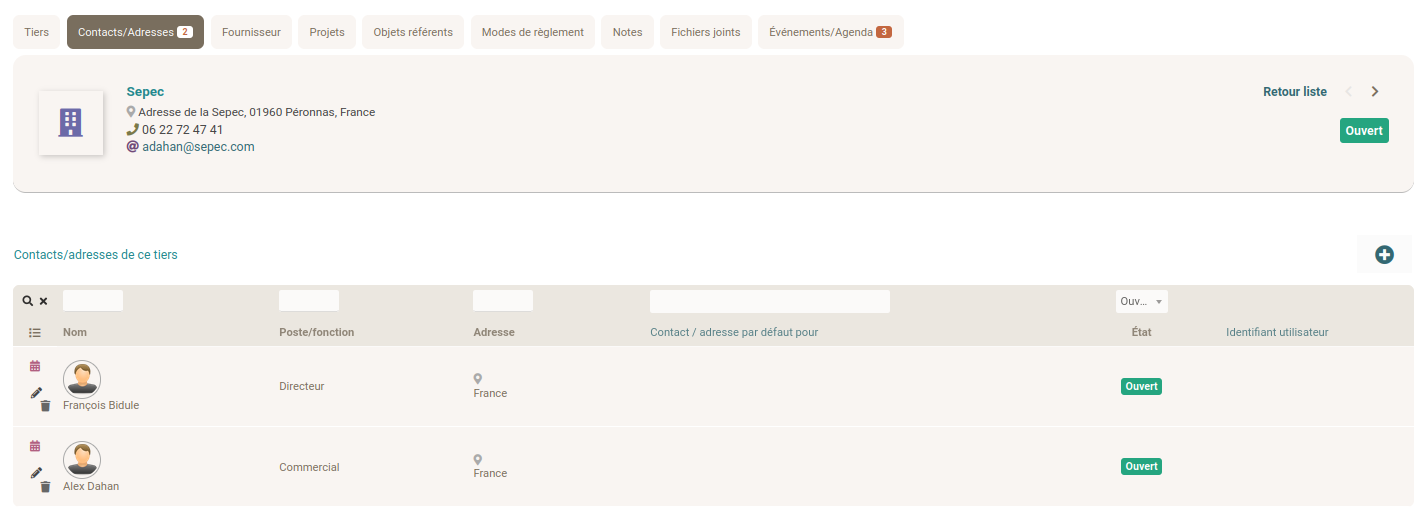 Tiers Contacts/Adresses 2 Fournisseur Projets Objets référents Modes de règlement Notes Fichiers joints Événements/Agenda 3
Sepec Retour liste
Adresse de la Sepec, 01960 Péronnas, France
06 22 72 47 41 Ouvert
adahan@sepec.com
Contacts/adresses de ce tiers
Ouv...
Nom Poste/fonction Adresse Contact / adresse par défaut pour État Identifiant utilisateur
Directeur France Ouvert
François Bidule
Commercial France Ouvert
Alex Dahan